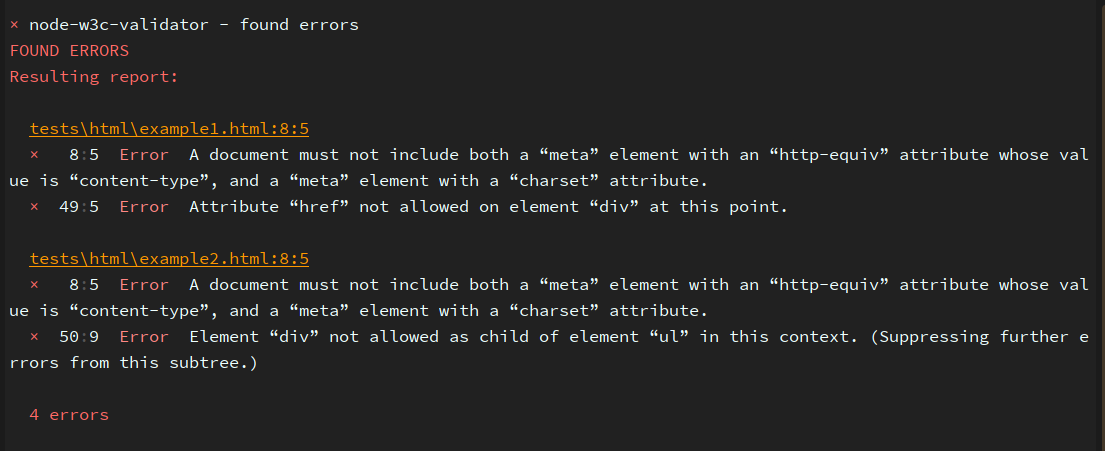 × node-w3c-validator - found errors
FOUND ERRORS
Resulting report:
tests\html\example1.html:8:5
× 8:5 Error A document must not include both a “meta” element with an “http-equiv” attribute whose val
ue is “content-type”, and a “meta” element with a “charset” attribute.
× 49:5 Error Attribute “href” not allowed on element “div” at this point.
tests\html\example2.html:8:5
× 8:5 Error A document must not include both a “meta” element with an “http-equiv” attribute whose val
ue is “content-type”, and a “meta” element with a “charset” attribute.
× 50:9 Error Element “div” not allowed as child of element “ul” in this context. (Suppressing further e
rrors from this subtree.)
4 errors